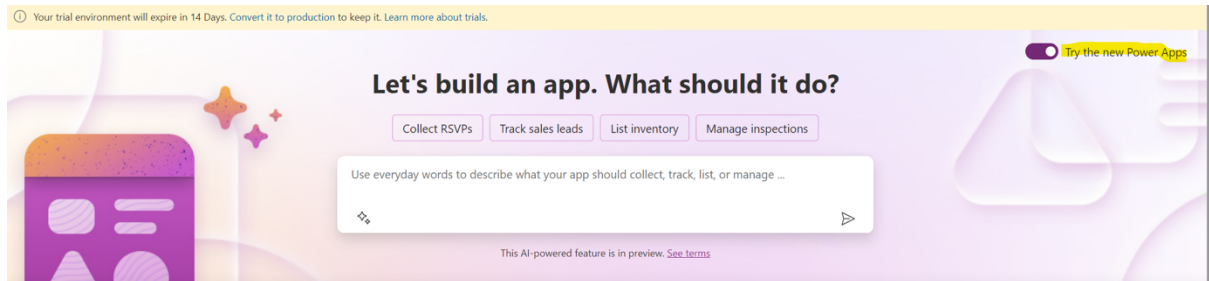 Your trial environment will expire in 14 Days. Convert it to production to keep it. Learn more about trials.
Try the new Power Apps
Let's build an app. What should it do?
Collect RSVPs Track sales leads List inventory Manage inspections
Use everyday words to describe what your app should collect, track, list, or manage ...
This AI-powered feature is in preview. See terms